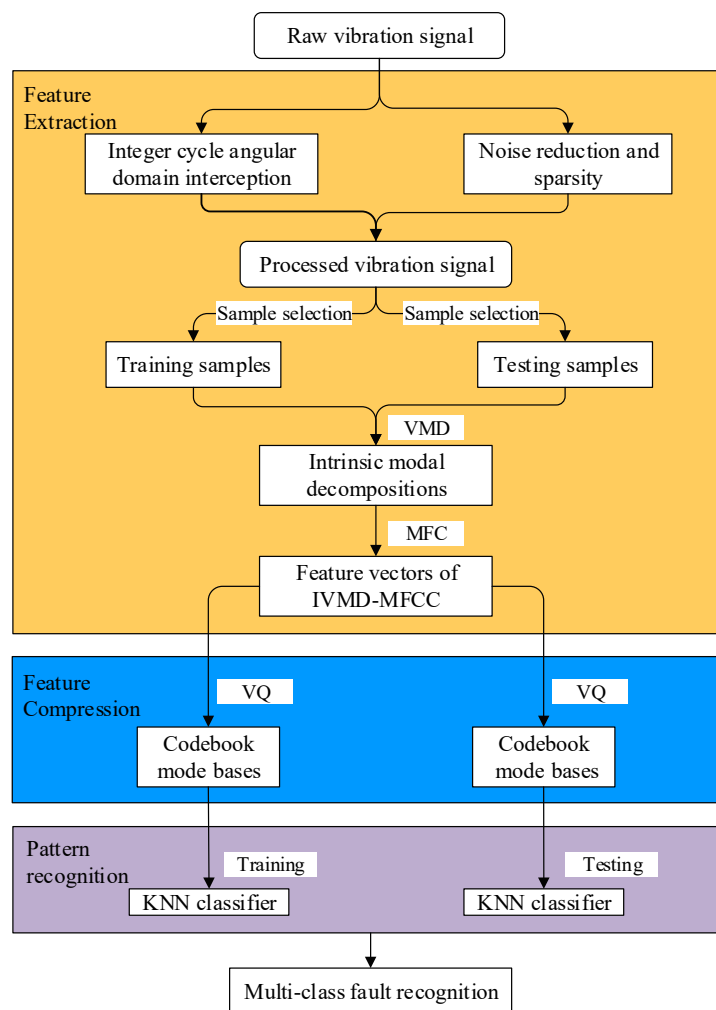 Raw vibration signal
Feature
Extraction
Integer cycle angular
domain interception
Noise reduction and
sparsity
Processed vibration signal
Sample selection
Sample selection
Training samples
Testing samples
VMD
Intrinsic modal
decompositions
MFC
Feature vectors of
IVMD-MFCC
Feature
Compression
VQ
VQ
Codebook
mode bases
Codebook
mode bases
Pattern
recognition
Training
Testing
KNN classifier
KNN classifier
Multi-class fault recognition